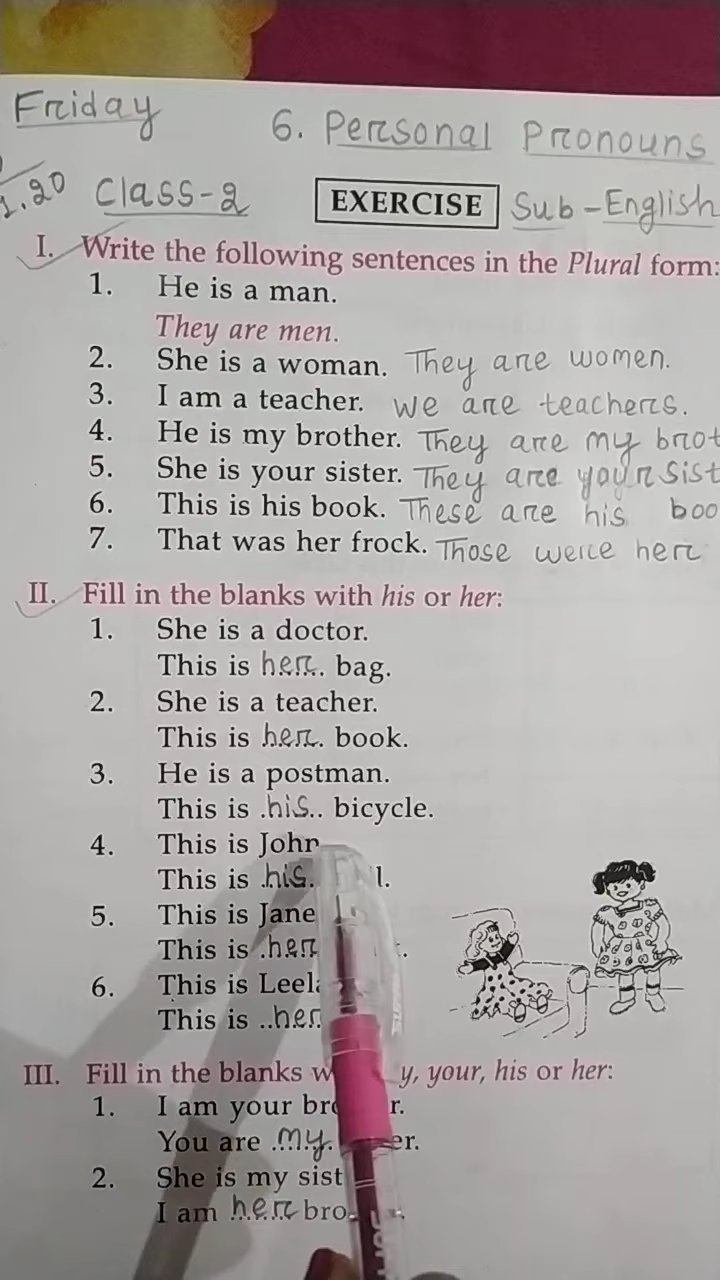 Friday 6. Personal Pronouns
1.20 Class-2 EXERCISE Sub-English
I. Write the following sentences in the Plural form:
1. He is a man.
They are men.
2. She is a woman. They are women.
3. I am a teacher. We are teachers.
4. He is my brother. They are my brot
5. She is your sister. They are your sist
6. This is his book. These are his boo
7. That was her frock. Those were her
II. Fill in the blanks with his or her:
1. She is a doctor.
This is her bag.
2. She is a teacher.
This is her book.
3. He is a postman.
This is his bicycle.
4. This is John
This is his
5. This is Jane
This is her
6. This is Leela
This is her
III. Fill in the blanks y, your, his or her:
1. I am your
You are my
2. She is my
I am her